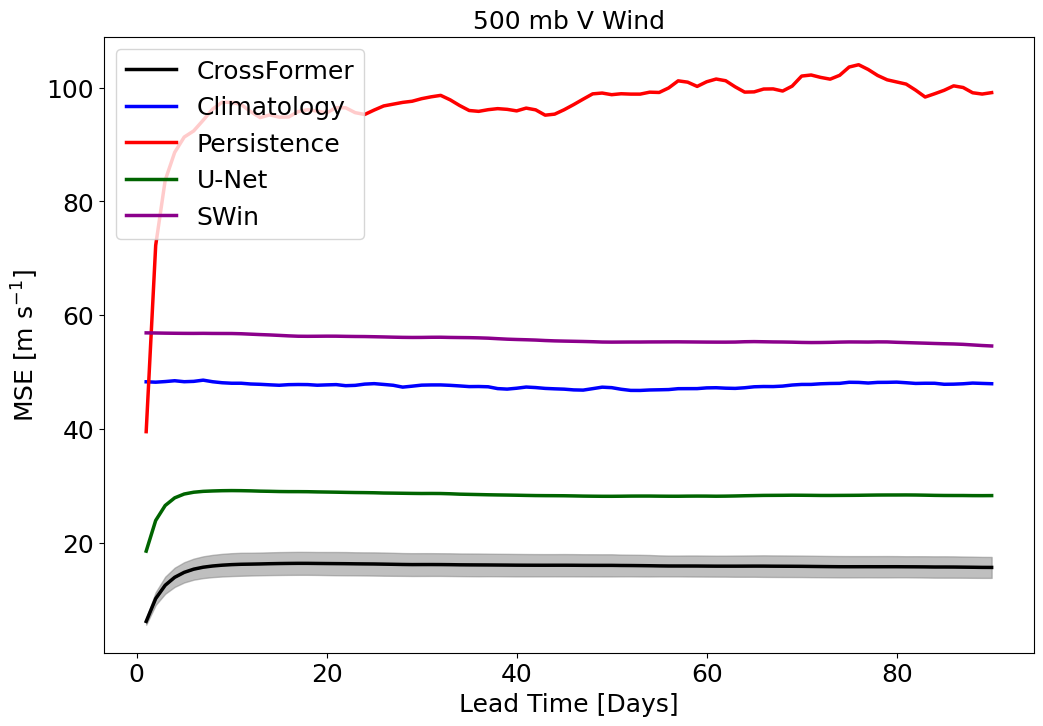 500 mb V Wind
CrossFormer
Climatology
Persistence
U-Net
SWin
MSE [m s⁻¹]
100
80
60
40
20
0 20 40 60 80
Lead Time [Days]